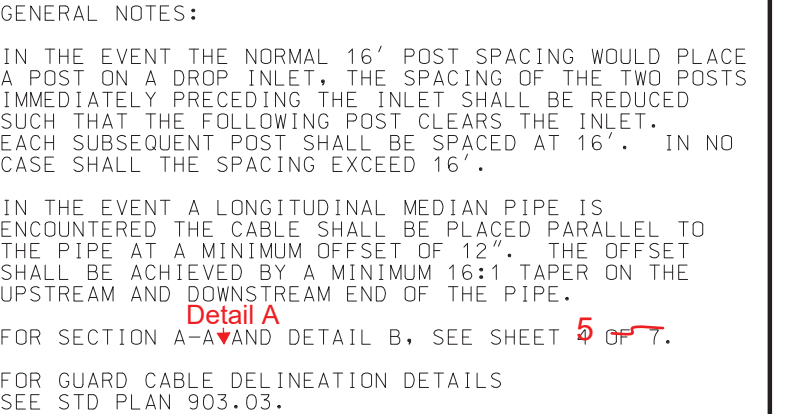 GENERAL NOTES:
IN THE EVENT THE NORMAL 16' POST SPACING WOULD PLACE
A POST ON A DROP INLET, THE SPACING OF THE TWO POSTS
IMMEDIATELY PRECEDING THE INLET SHALL BE REDUCED
SUCH THAT THE FOLLOWING POST CLEARS THE INLET.
EACH SUBSEQUENT POST SHALL BE SPACED AT 16'. IN NO
CASE SHALL THE SPACING EXCEED 16'.
IN THE EVENT A LONGITUDINAL MEDIAN PIPE IS
ENCOUNTERED THE CABLE SHALL BE PLACED PARALLEL TO
THE PIPE AT A MINIMUM OFFSET OF 12". THE OFFSET
SHALL BE ACHIEVED BY A MINIMUM 16:1 TAPER ON THE
UPSTREAM AND DOWNSTREAM END OF THE PIPE.
Detail A
FOR SECTION A-A AND DETAIL B, SEE SHEET 4 5 OF 7.
FOR GUARD CABLE DELINEATION DETAILS
SEE STD PLAN 903.03.